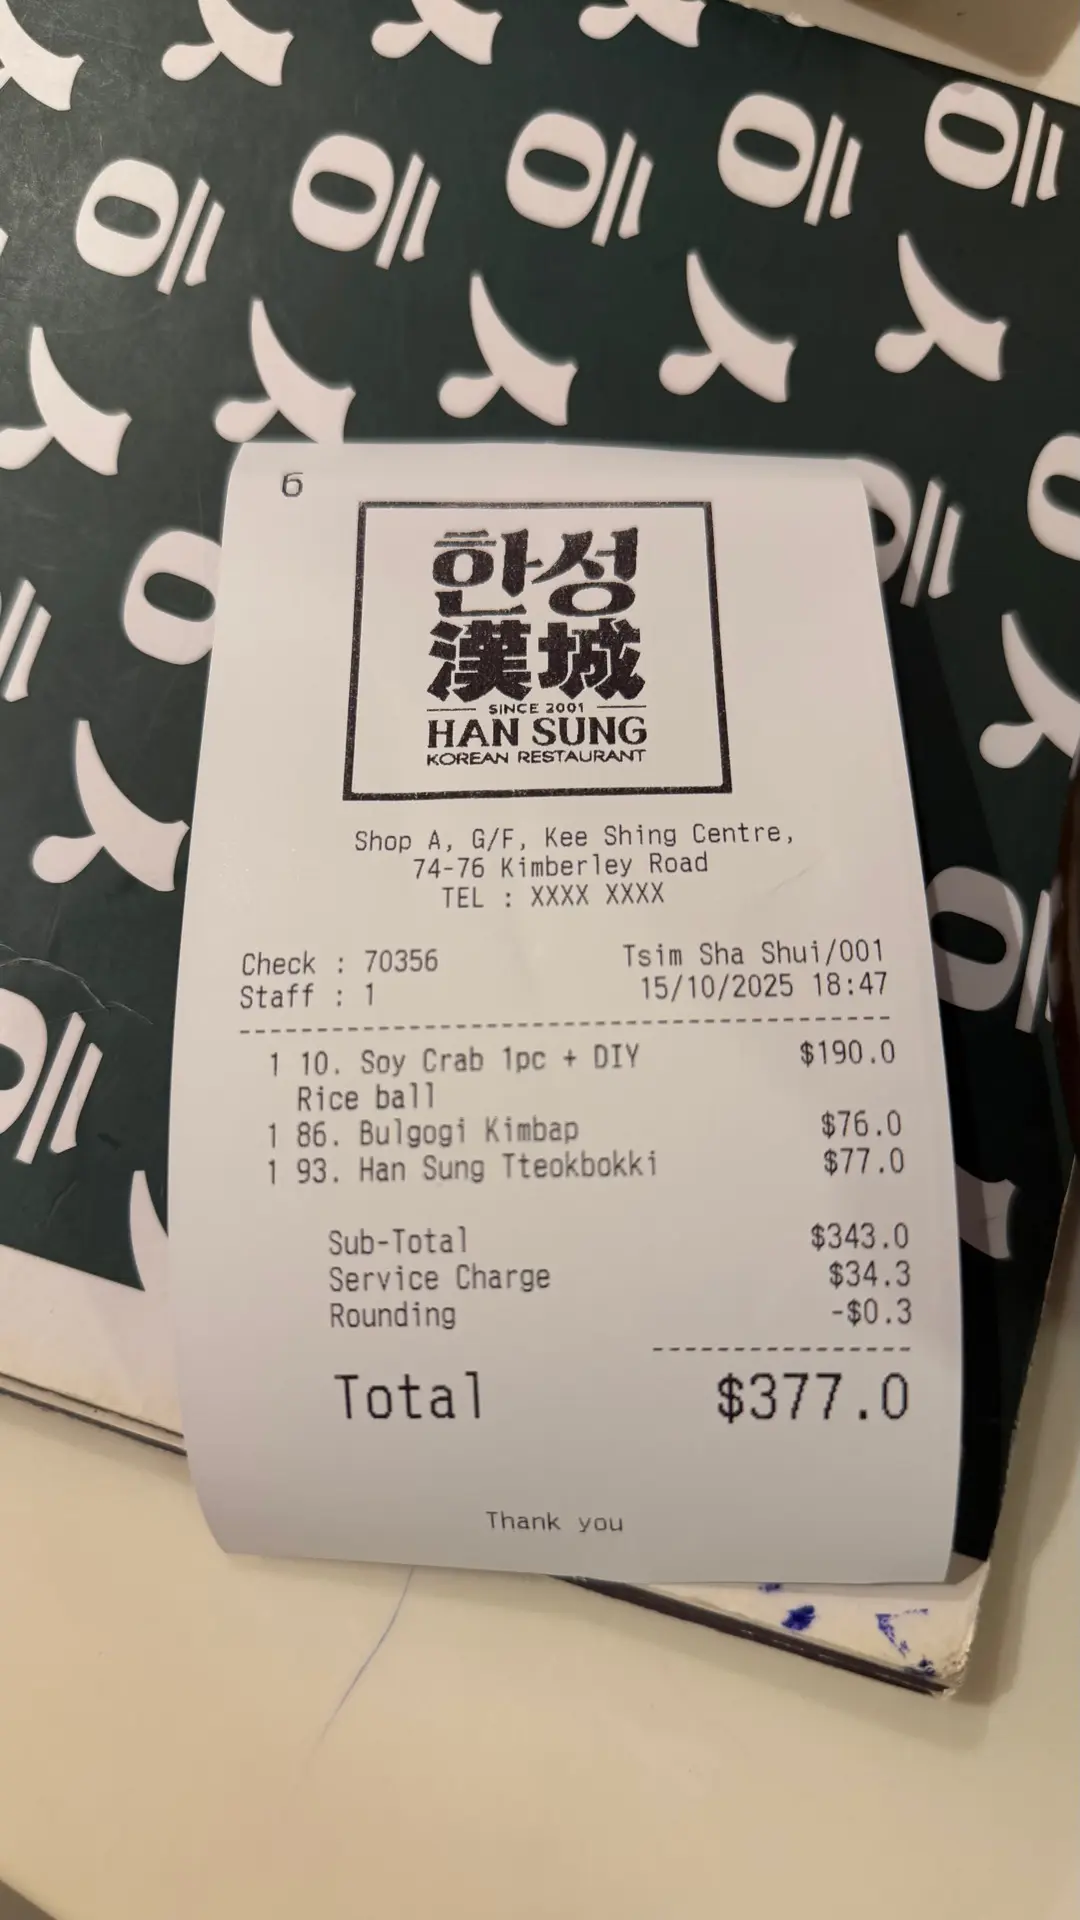 6
한성
漢城
SINCE 2001
HAN SUNG
KOREAN RESTAURANT
Shop A, G/F, Kee Shing Centre,
74-76 Kimberley Road
TEL : XXXX XXXX
Check : 70356 Tsim Sha Shui/001
Staff : 1 15/10/2025 18:47
1 10. Soy Crab 1pc + DIY $190.0
Rice ball
1 86. Bulgogi Kimbap $76.0
1 93. Han Sung Tteokbokki $77.0
Sub-Total $343.0
Service Charge $34.3
Rounding -$0.3
Total $377.0
Thank you